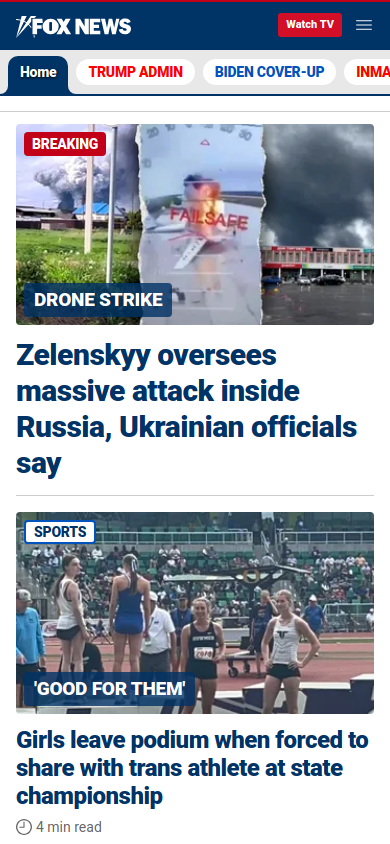 FOX NEWS
Watch TV
Home
TRUMP ADMIN
BIDEN COVER-UP
INMA
BREAKING
FAILSAFE
DRONE STRIKE
Zelenskyy oversees
massive attack inside
Russia, Ukrainian officials
say
SPORTS
'GOOD FOR THEM'
Girls leave podium when forced to
share with trans athlete at state
championship
4 min read